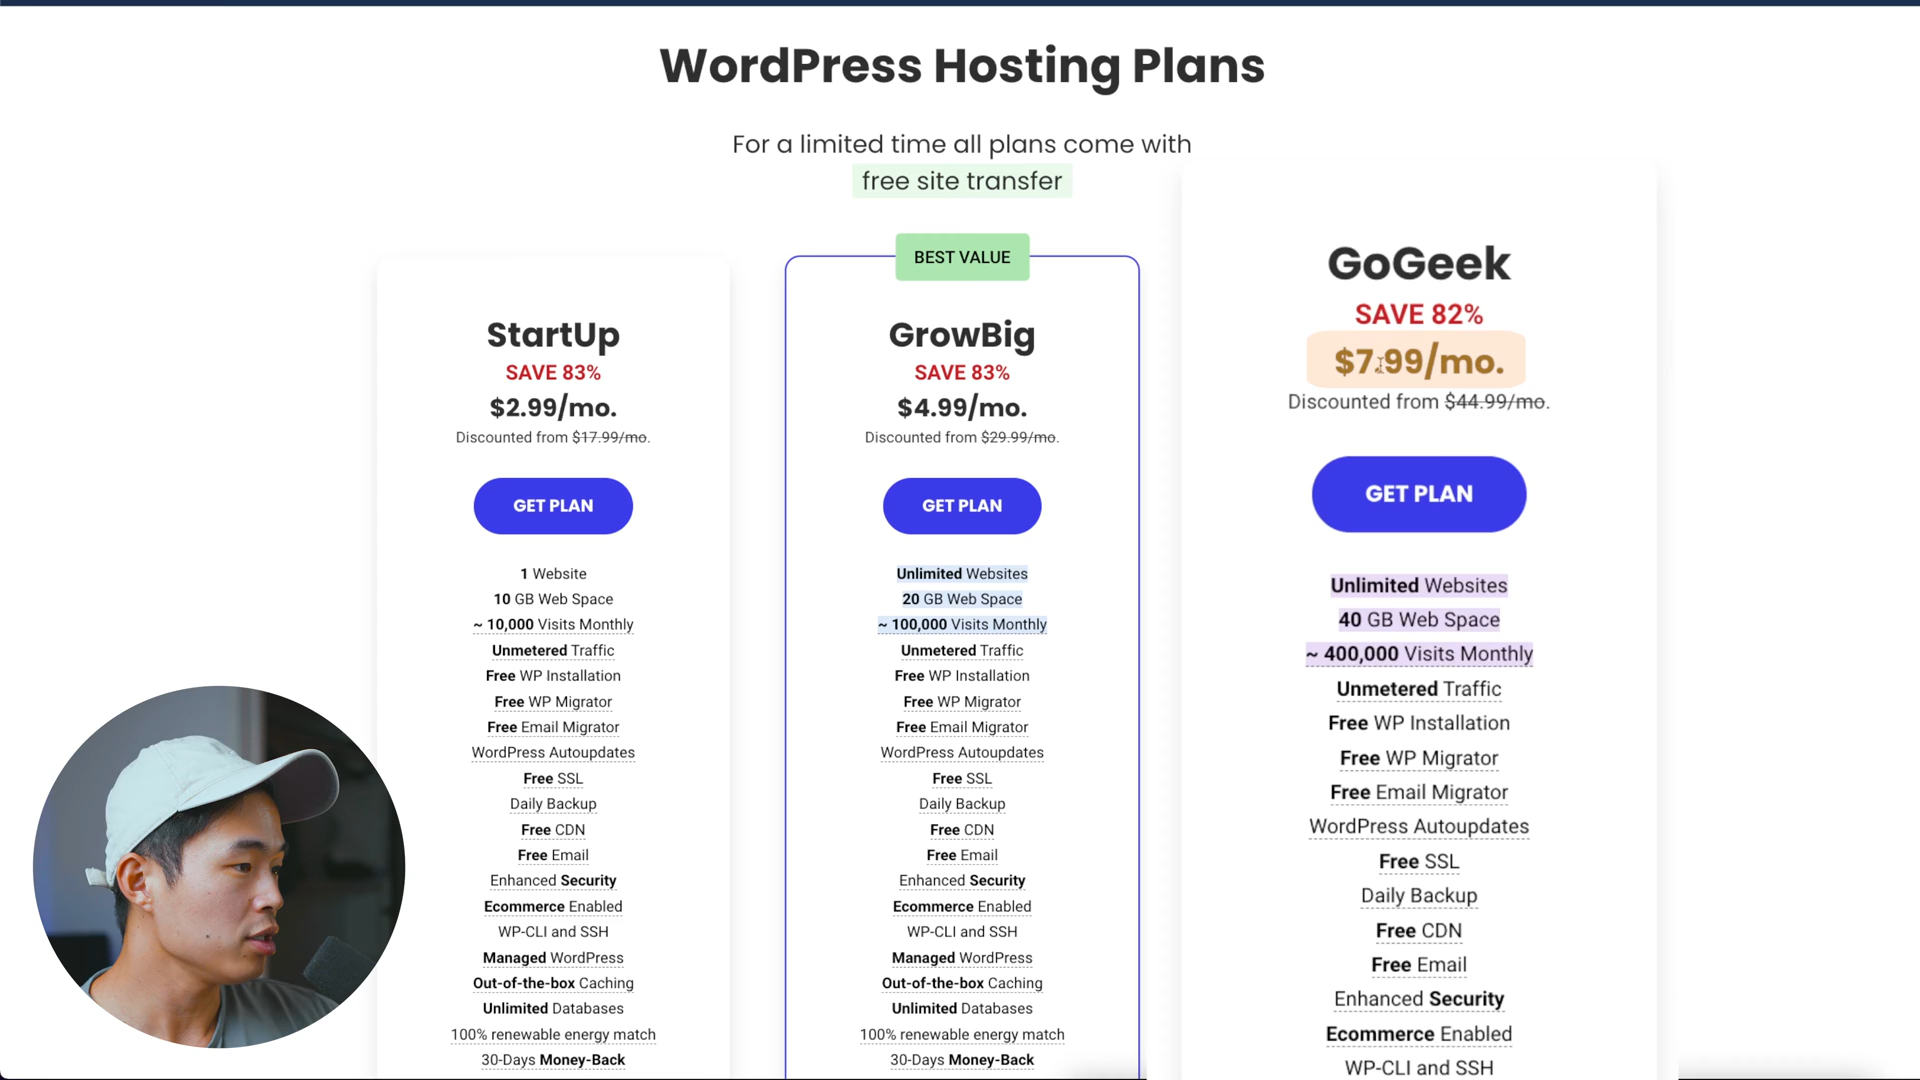 WordPress Hosting Plans
For a limited time all plans come with
free site transfer
StartUp
SAVE 83%
$2.99/mo.
Discounted from $17.99/mo.
GET PLAN
1 Website
10 GB Web Space
~ 10,000 Visits Monthly
Unmetered Traffic
Free WP Installation
Free WP Migrator
Free Email Migrator
WordPress Autoupdates
Free SSL
Daily Backup
Free CDN
Free Email
Enhanced Security
Ecommerce Enabled
WP-CLI and SSH
Managed WordPress
Out-of-the-box Caching
Unlimited Databases
100% renewable energy match
30-Days Money-Back
BEST VALUE
GrowBig
SAVE 83%
$4.99/mo.
Discounted from $29.99/mo.
GET PLAN
Unlimited Websites
20 GB Web Space
~ 100,000 Visits Monthly
Unmetered Traffic
Free WP Installation
Free WP Migrator
Free Email Migrator
WordPress Autoupdates
Free SSL
Daily Backup
Free CDN
Free Email
Enhanced Security
Ecommerce Enabled
WP-CLI and SSH
Managed WordPress
Out-of-the-box Caching
Unlimited Databases
100% renewable energy match
30-Days Money-Back
GoGeek
SAVE 82%
$7.99/mo.
Discounted from $44.99/mo.
GET PLAN
Unlimited Websites
40 GB Web Space
~ 400,000 Visits Monthly
Unmetered Traffic
Free WP Installation
Free WP Migrator
Free Email Migrator
WordPress Autoupdates
Free SSL
Daily Backup
Free CDN
Free Email
Enhanced Security
Ecommerce Enabled
WP-CLI and SSH